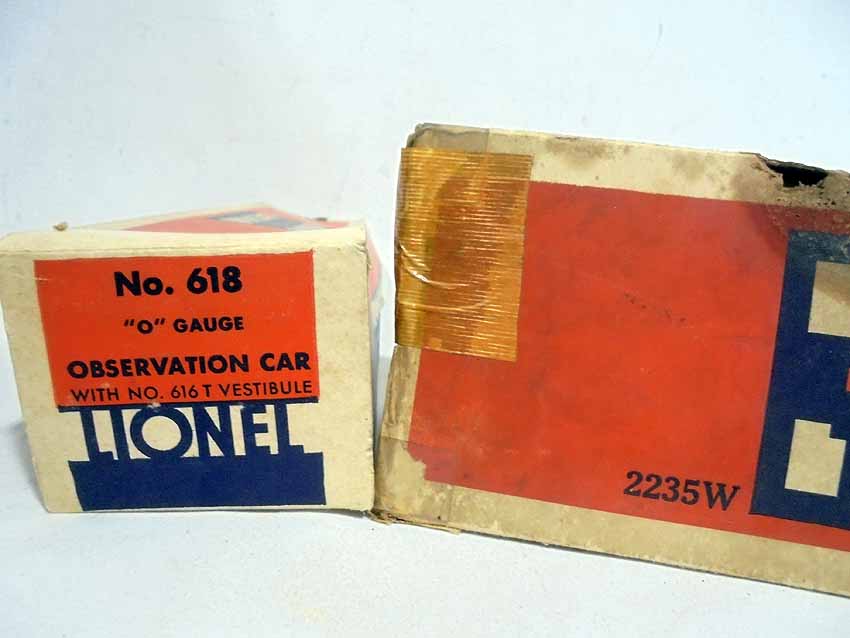 No. 618
"O" GAUGE
OBSERVATION CAR
WITH NO. 616 T VESTIBULE
LIONEL
2235W